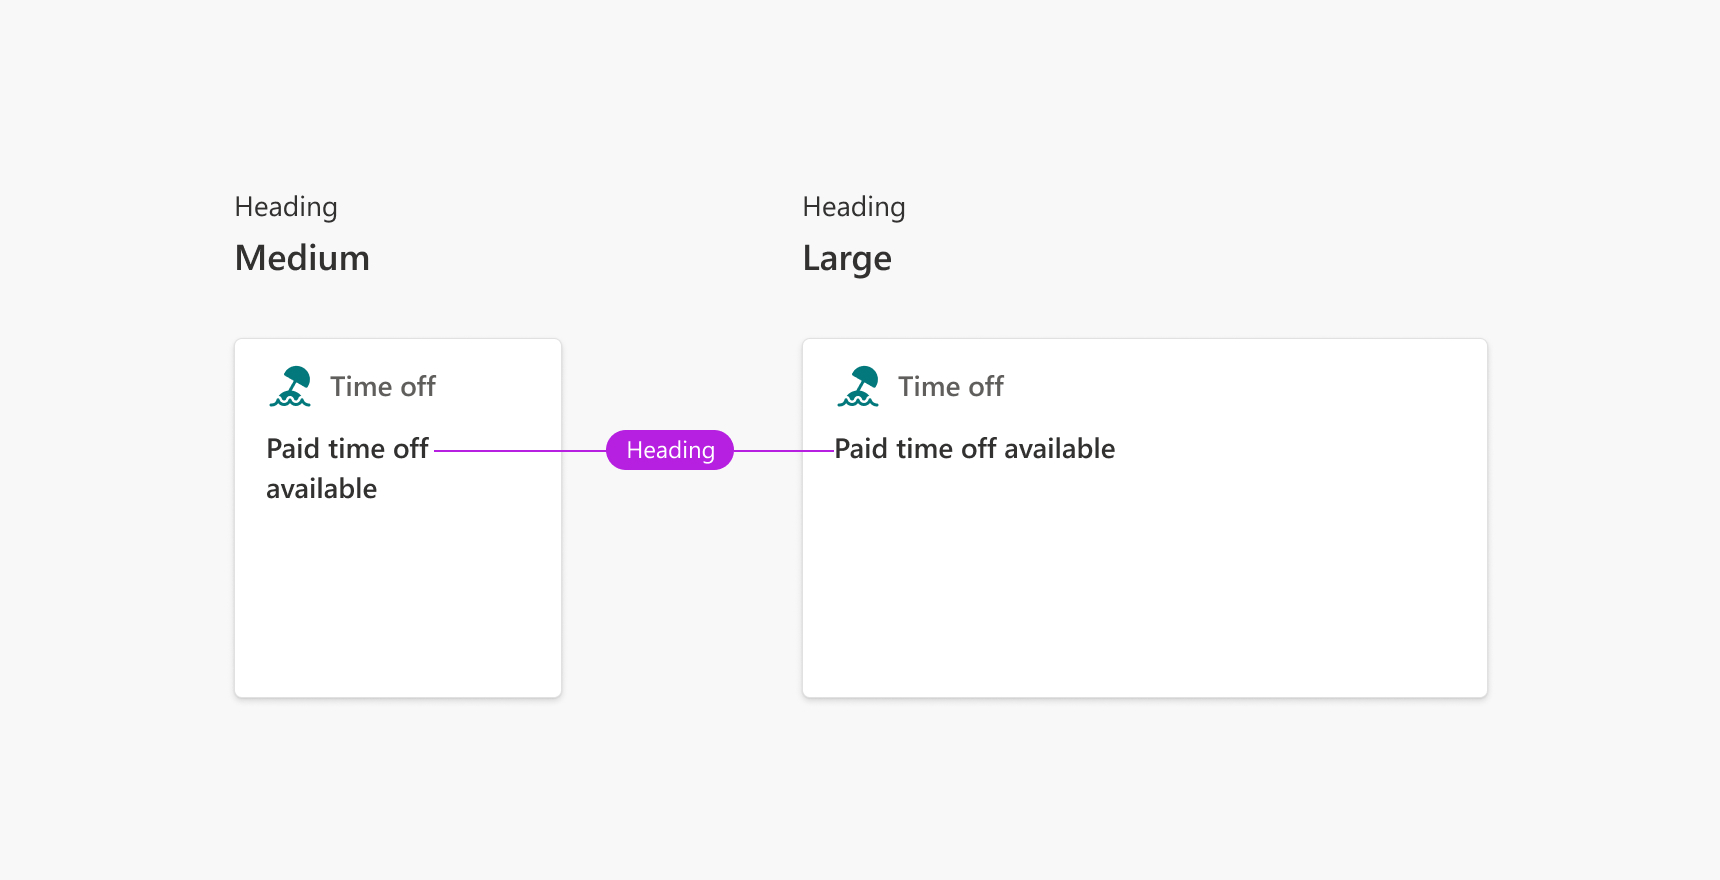 Heading
Medium
Time off
Paid time off
available
Heading
Heading
Large
Time off
Paid time off available